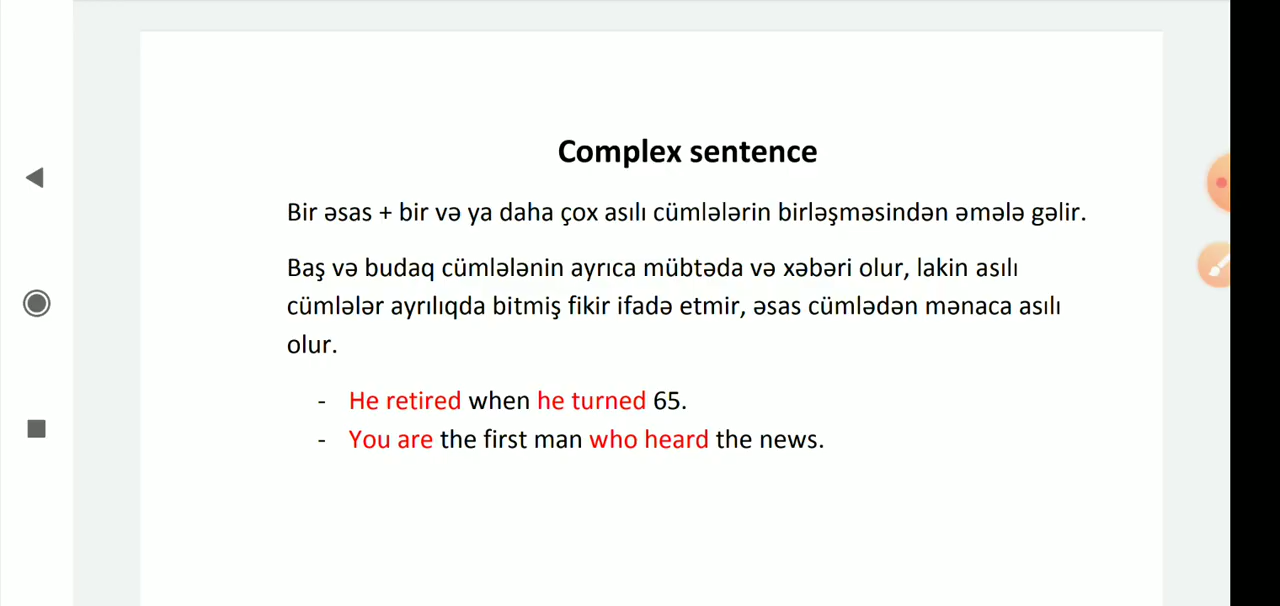 Complex sentence
Bir əsas + bir və ya daha çox asılı cümlələrin birləşməsindən əmələ gəlir.
Baş və budaq cümlələnin ayrıca mübtəda və xəbəri olur, lakin asılı
cümlələr ayrılıqda bitmiş fikir ifadə etmir, əsas cümlədən mənaca asılı
olur.
- He retired when he turned 65.
- You are the first man who heard the news.